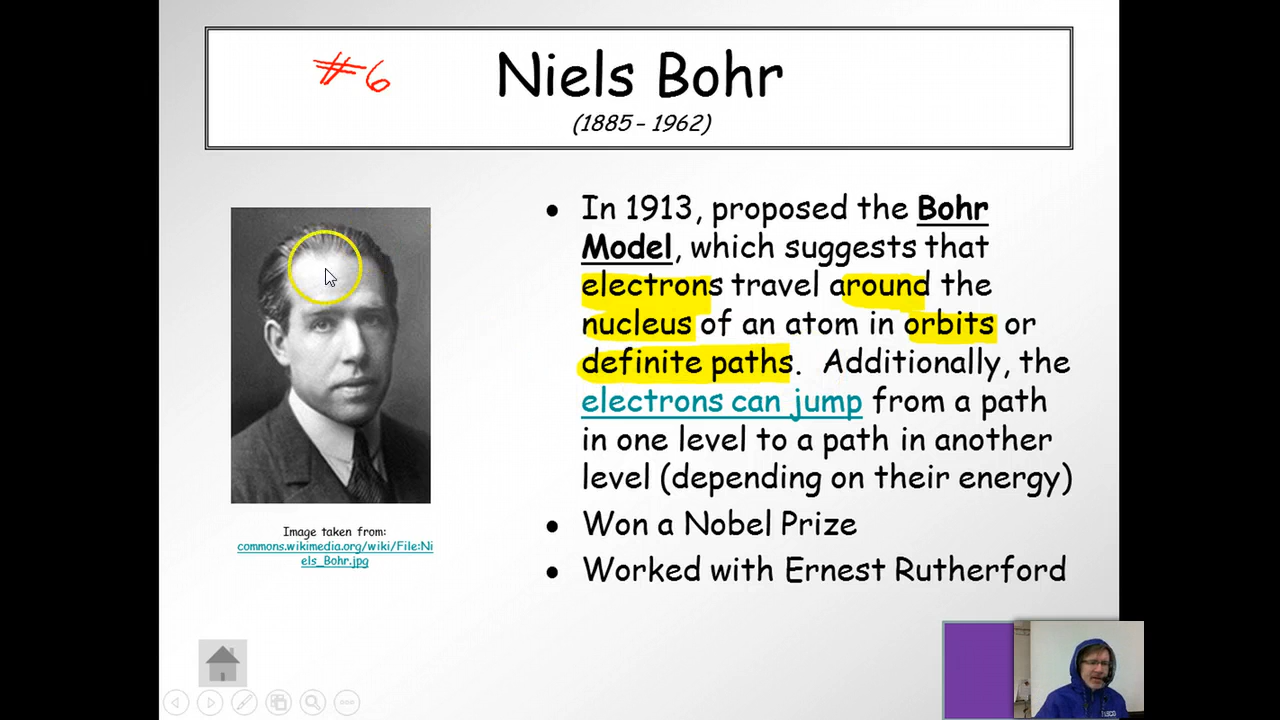 #6
Niels Bohr
(1885 – 1962)
• In 1913, proposed the Bohr
Model, which suggests that
electrons travel around the
nucleus of an atom in orbits or
definite paths. Additionally, the
electrons can jump from a path
in one level to a path in another
level (depending on their energy)
• Won a Nobel Prize
• Worked with Ernest Rutherford
Image taken from:
commons.wikimedia.org/wiki/File:Ni
els_Bohr.jpg